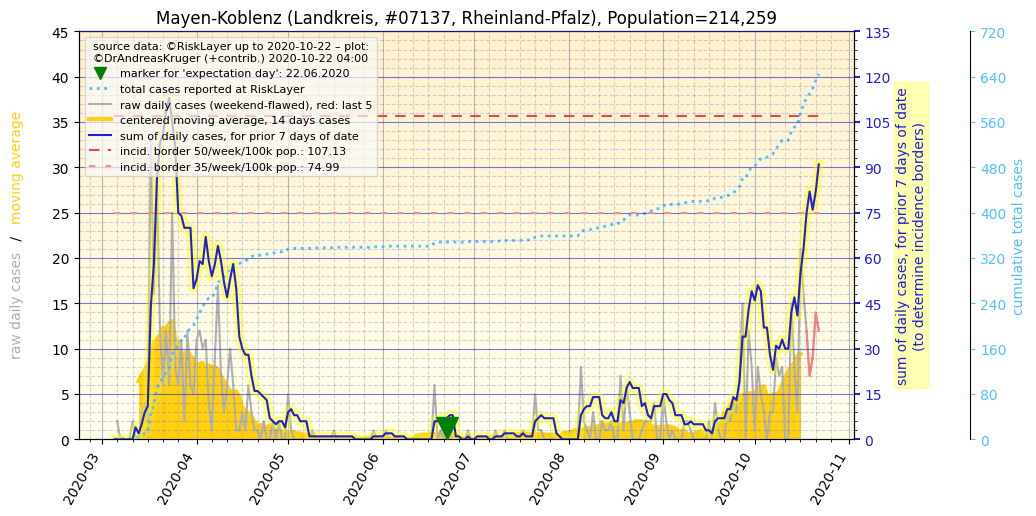 Mayen-Koblenz (Landkreis, #07137, Rheinland-Pfalz), Population=214,259
source data: ©RiskLayer up to 2020-10-22 – plot:
©DrAndreasKruger (+contrib.) 2020-10-22 04:00
marker for 'expectation day': 22.06.2020
total cases reported at RiskLayer
raw daily cases (weekend-flawed), red: last 5
centered moving average, 14 days cases
sum of daily cases, for prior 7 days of date
incid. border 50/week/100k pop.: 107.13
incid. border 35/week/100k pop.: 74.99
raw daily cases / moving average
45
40
35
30
25
20
15
10
5
0
135
120
105
90
75
60
45
30
15
0
sum of daily cases, for prior 7 days of date
(to determine incidence borders)
720
640
560
480
400
320
240
160
80
0
cumulative total cases
2020-03
2020-04
2020-05
2020-06
2020-07
2020-08
2020-09
2020-10
2020-11